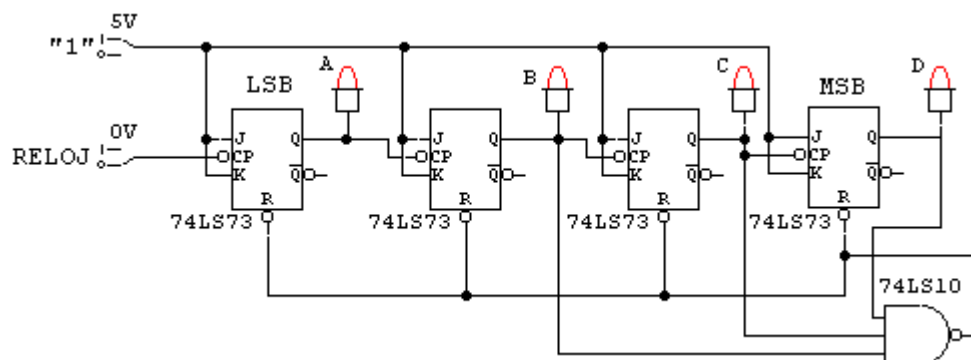 5V
"1"
A
B
C
D
LSB
MSB
0V
RELOJ
J
Q
CP
K
Q
R
J
Q
CP
K
Q
R
J
Q
CP
K
Q
R
J
Q
CP
K
Q
R
74LS73
74LS73
74LS73
74LS73
74LS10